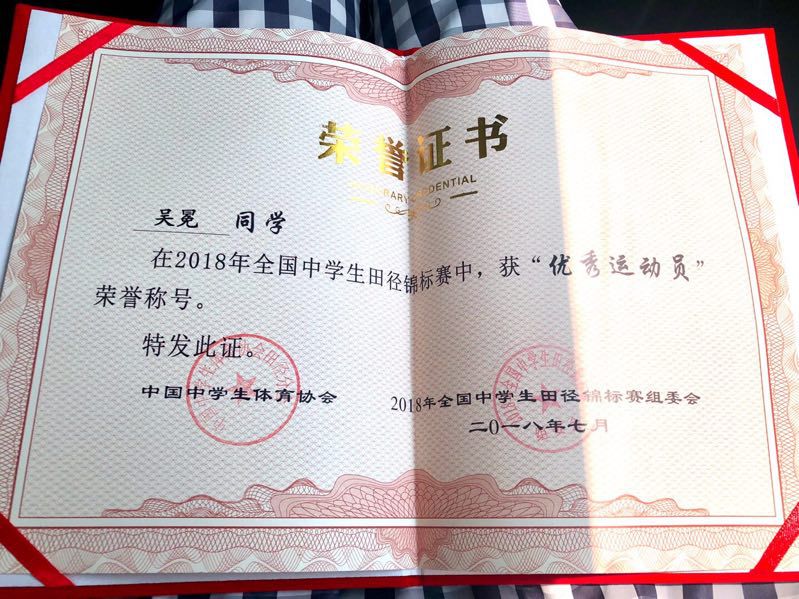 荣誉证书
HONORARY CREDENTIAL
吴冕 同学
在2018年全国中学生田径锦标赛中，获“优秀运动员”
荣誉称号。
特发此证。
中国中学生体育协会
2018年全国中学生田径锦标赛组委会
二〇一八年七月